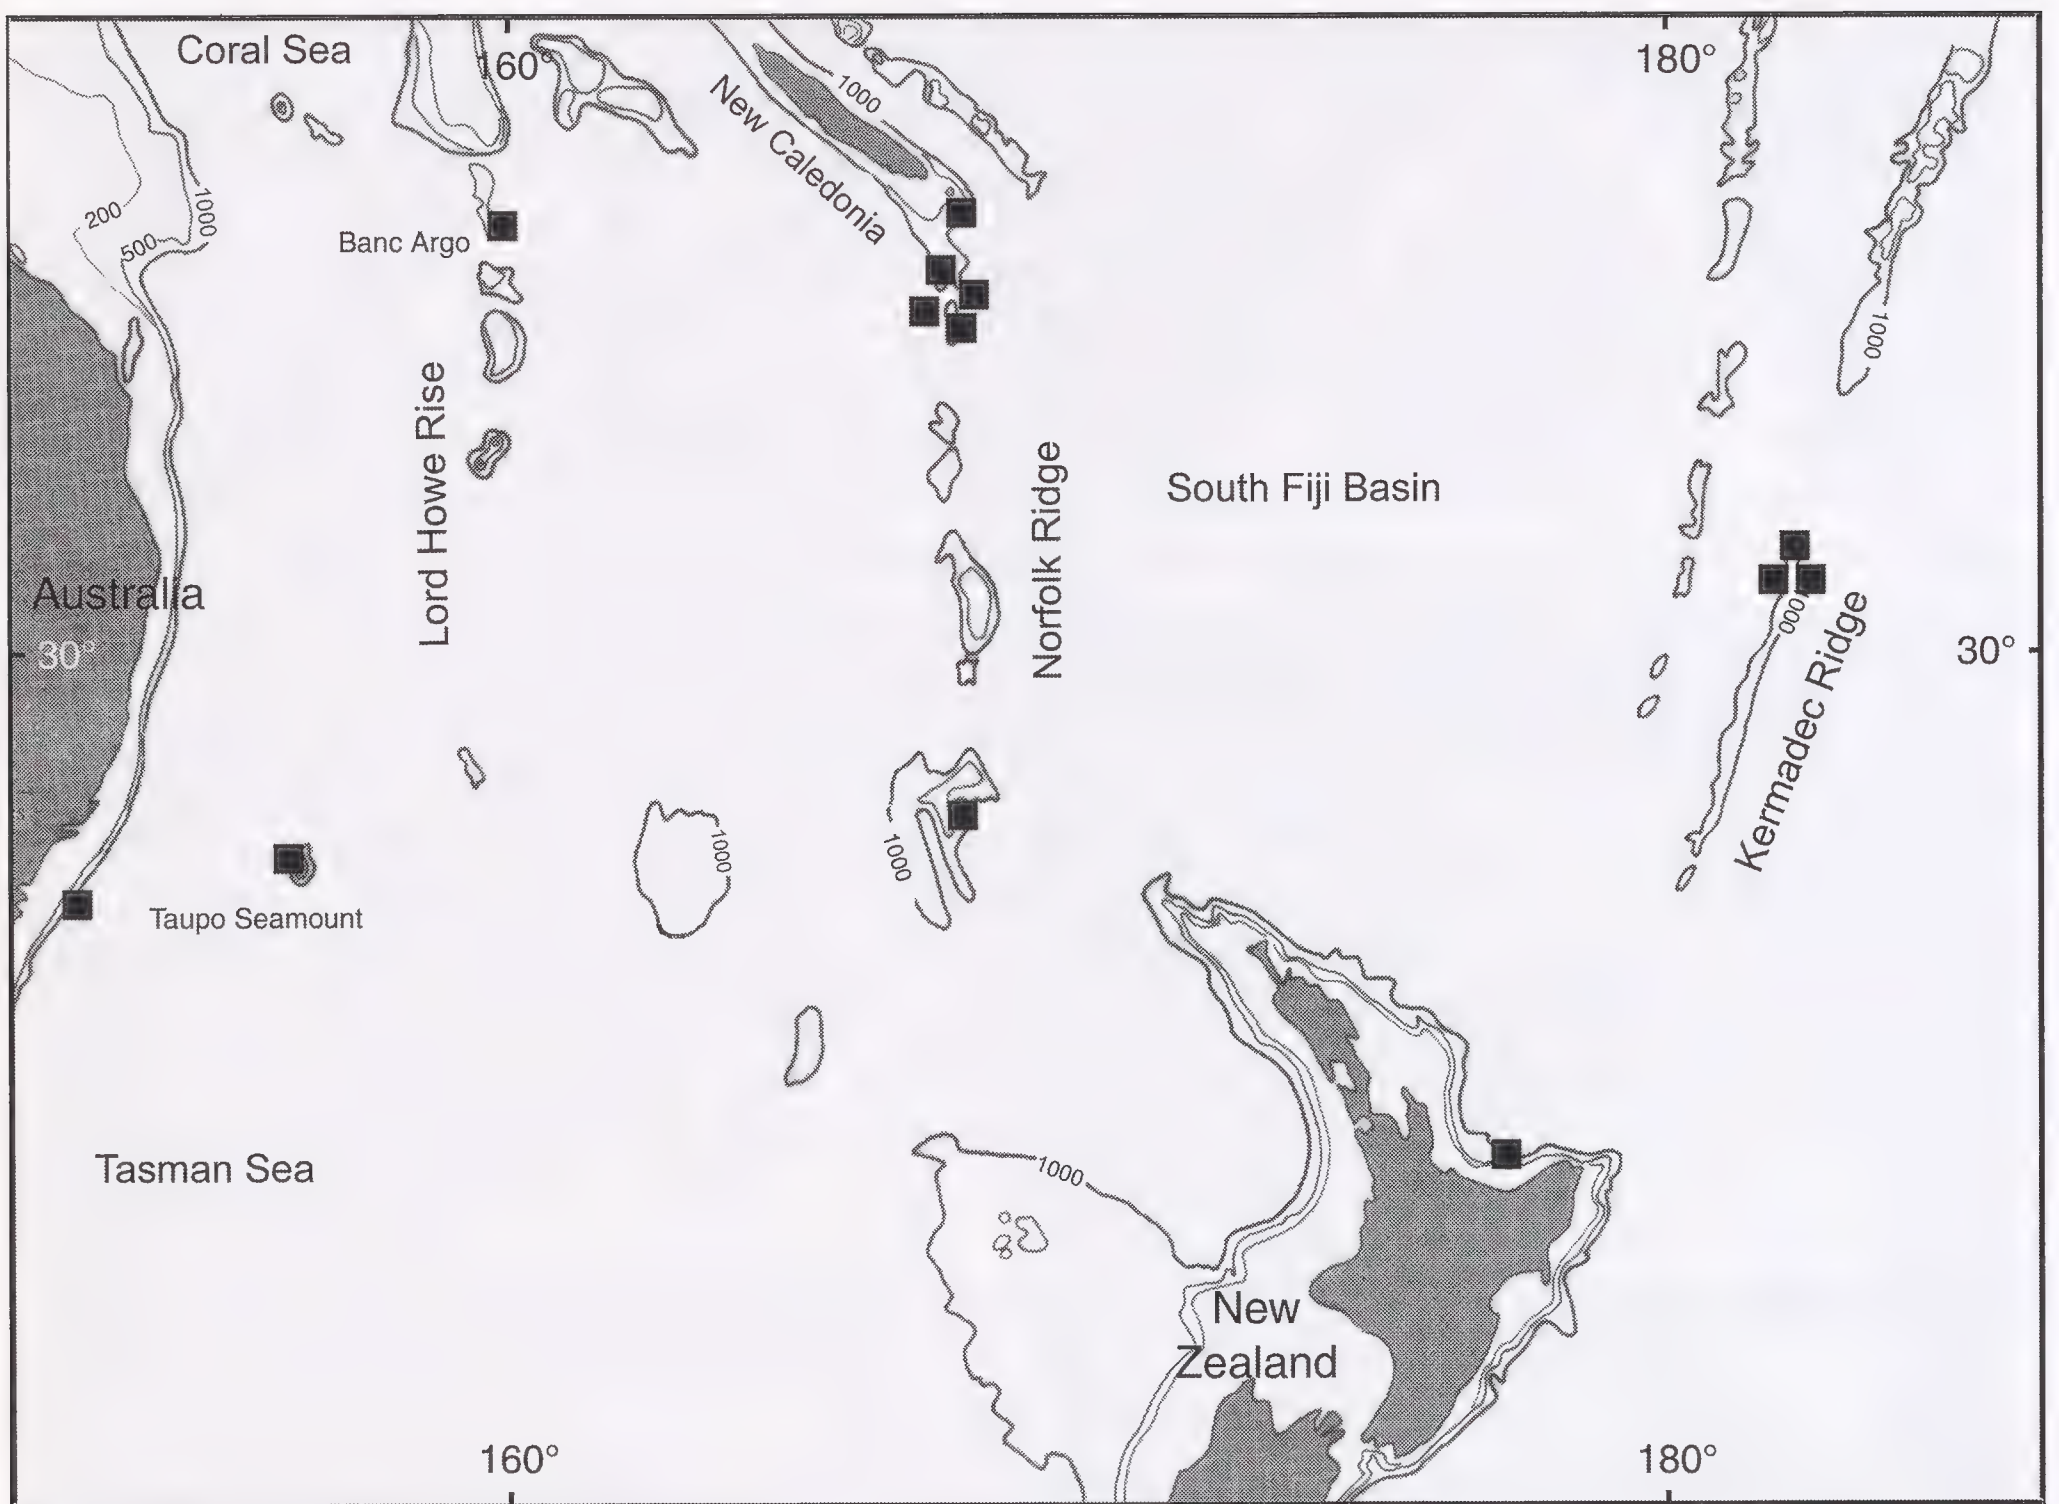 Coral Sea
160°
180°
1000
New Caledonia
200
1000
500
Banc Argo
1000
Lord Howe Rise
Norfolk Ridge
South Fiji Basin
Australia
000
30°
30°
Kermadec Ridge
1000
1000
Taupo Seamount
Tasman Sea
1000
New
Zealand
160°
180°